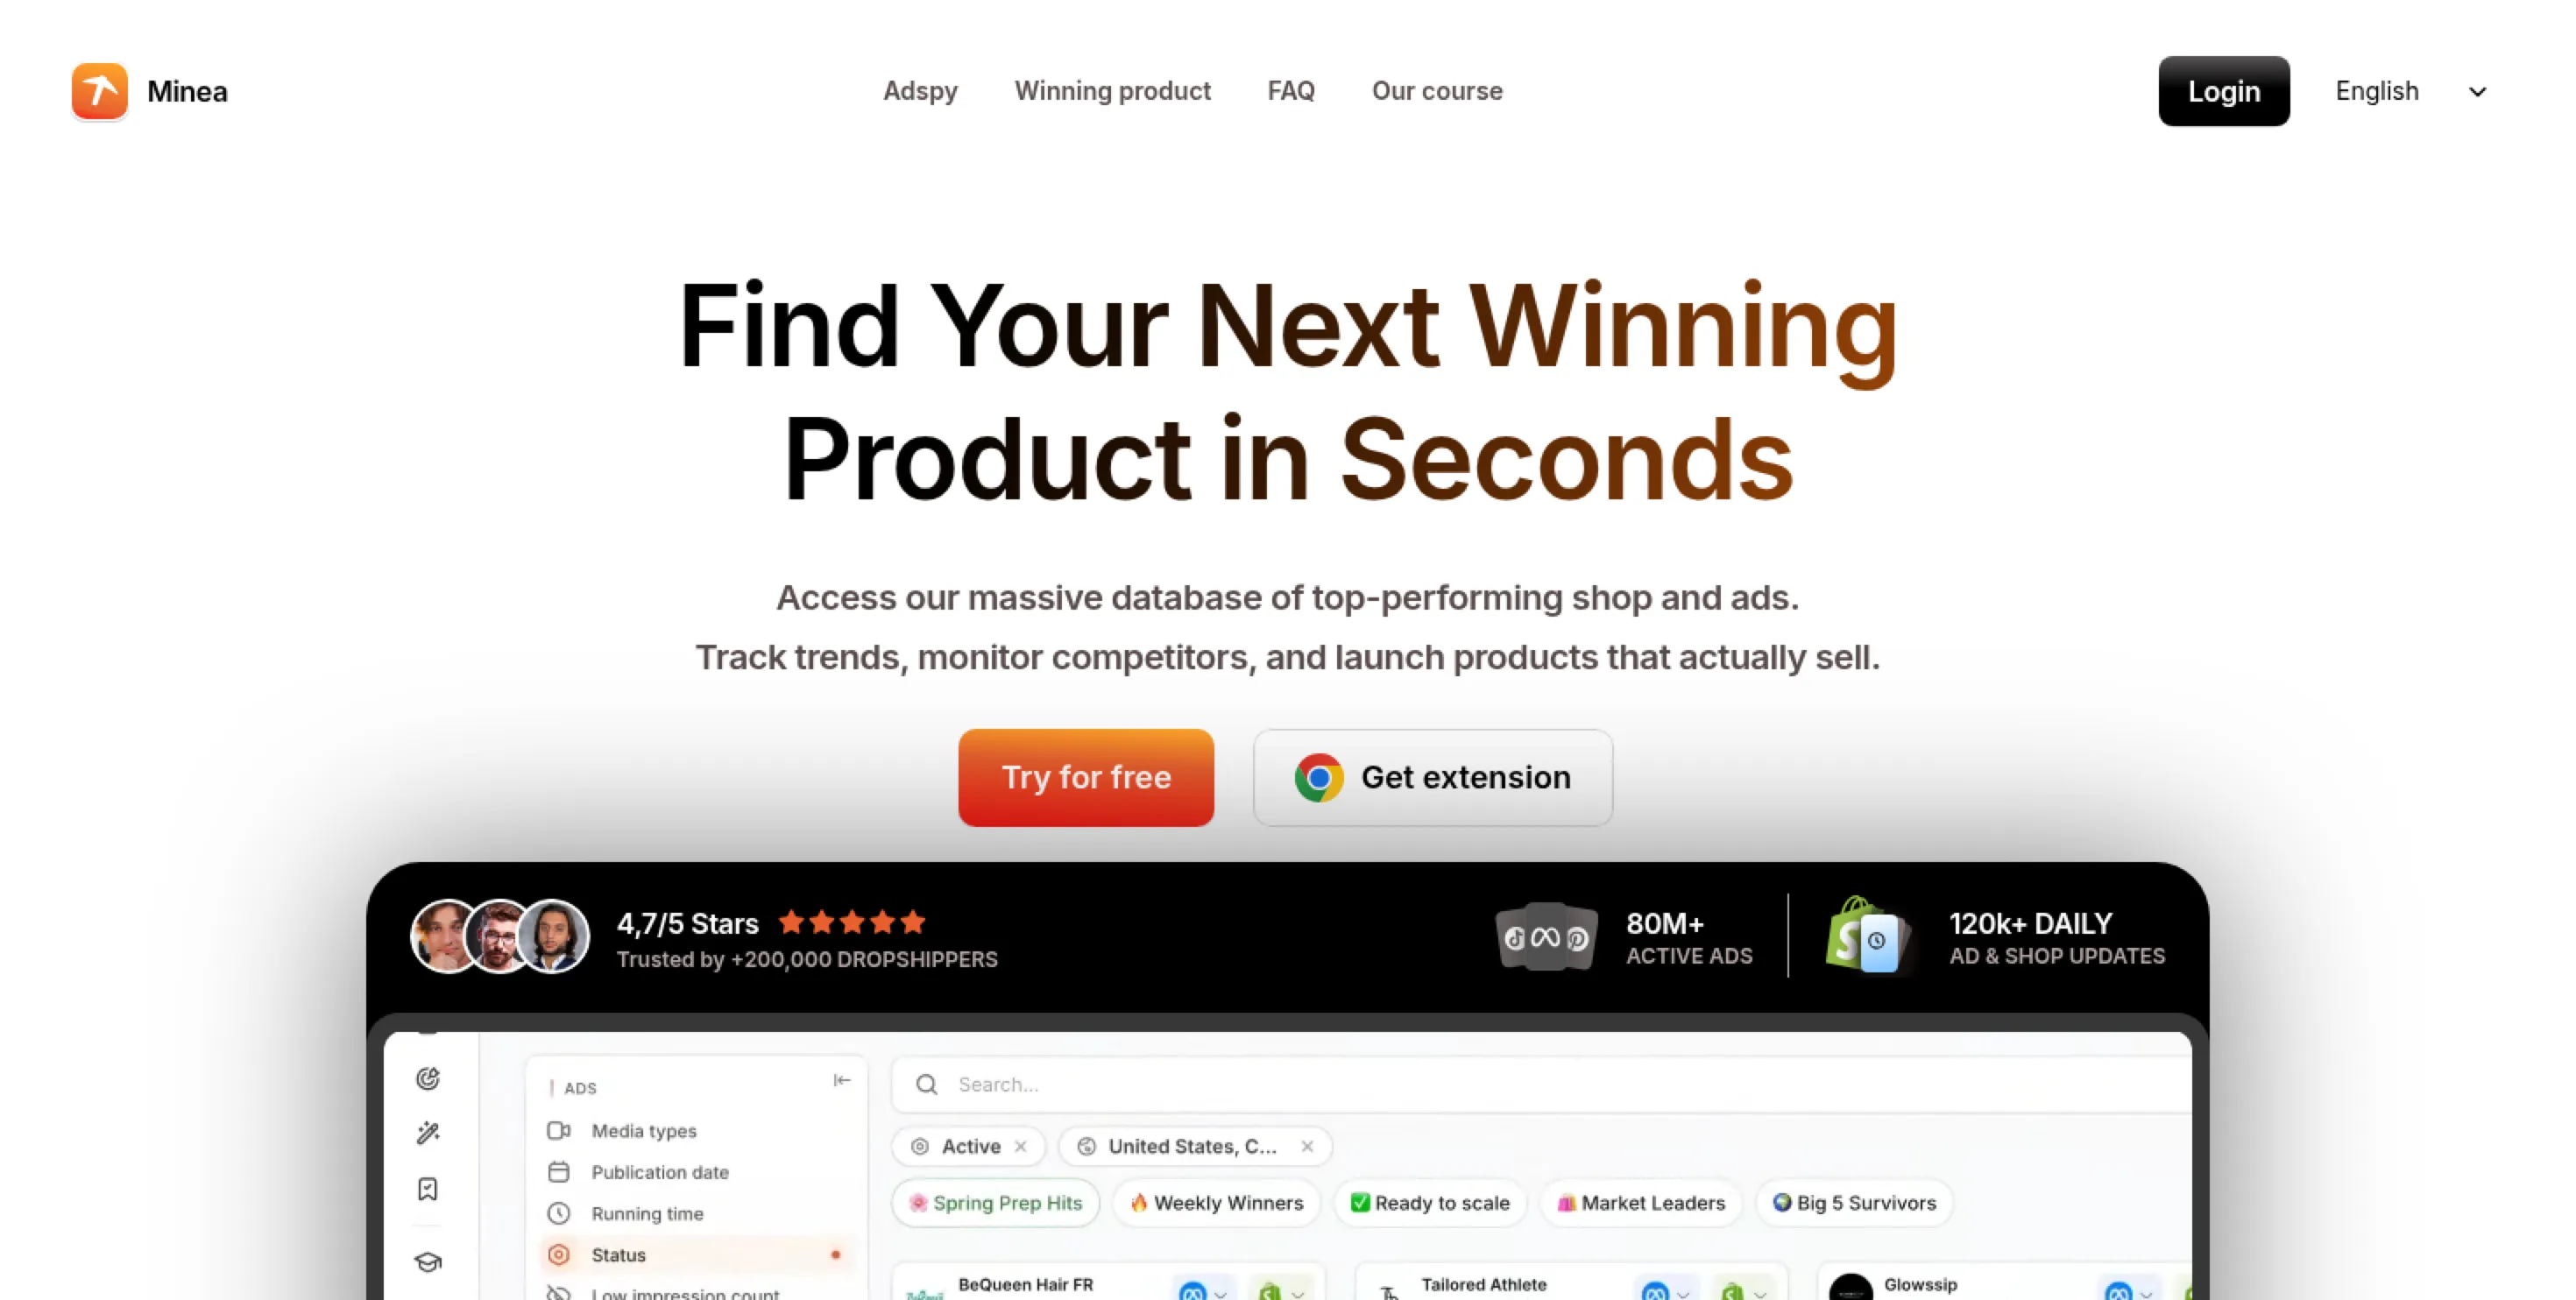 Minea
Adspy
Winning product
FAQ
Our course
Login
English
Find Your Next Winning
Product in Seconds
Access our massive database of top-performing shop and ads.
Track trends, monitor competitors, and launch products that actually sell.
Try for free
Get extension
4,7/5 Stars
Trusted by +200,000 DROPSHIPPERS
80M+
ACTIVE ADS
120k+ DAILY
AD & SHOP UPDATES
ADS
Media types
Publication date
Running time
Status
Low impression count
Search...
Active
United States, C...
Spring Prep Hits
Weekly Winners
Ready to scale
Market Leaders
Big 5 Survivors
BeQueen Hair FR
Tailored Athlete
Glowssip